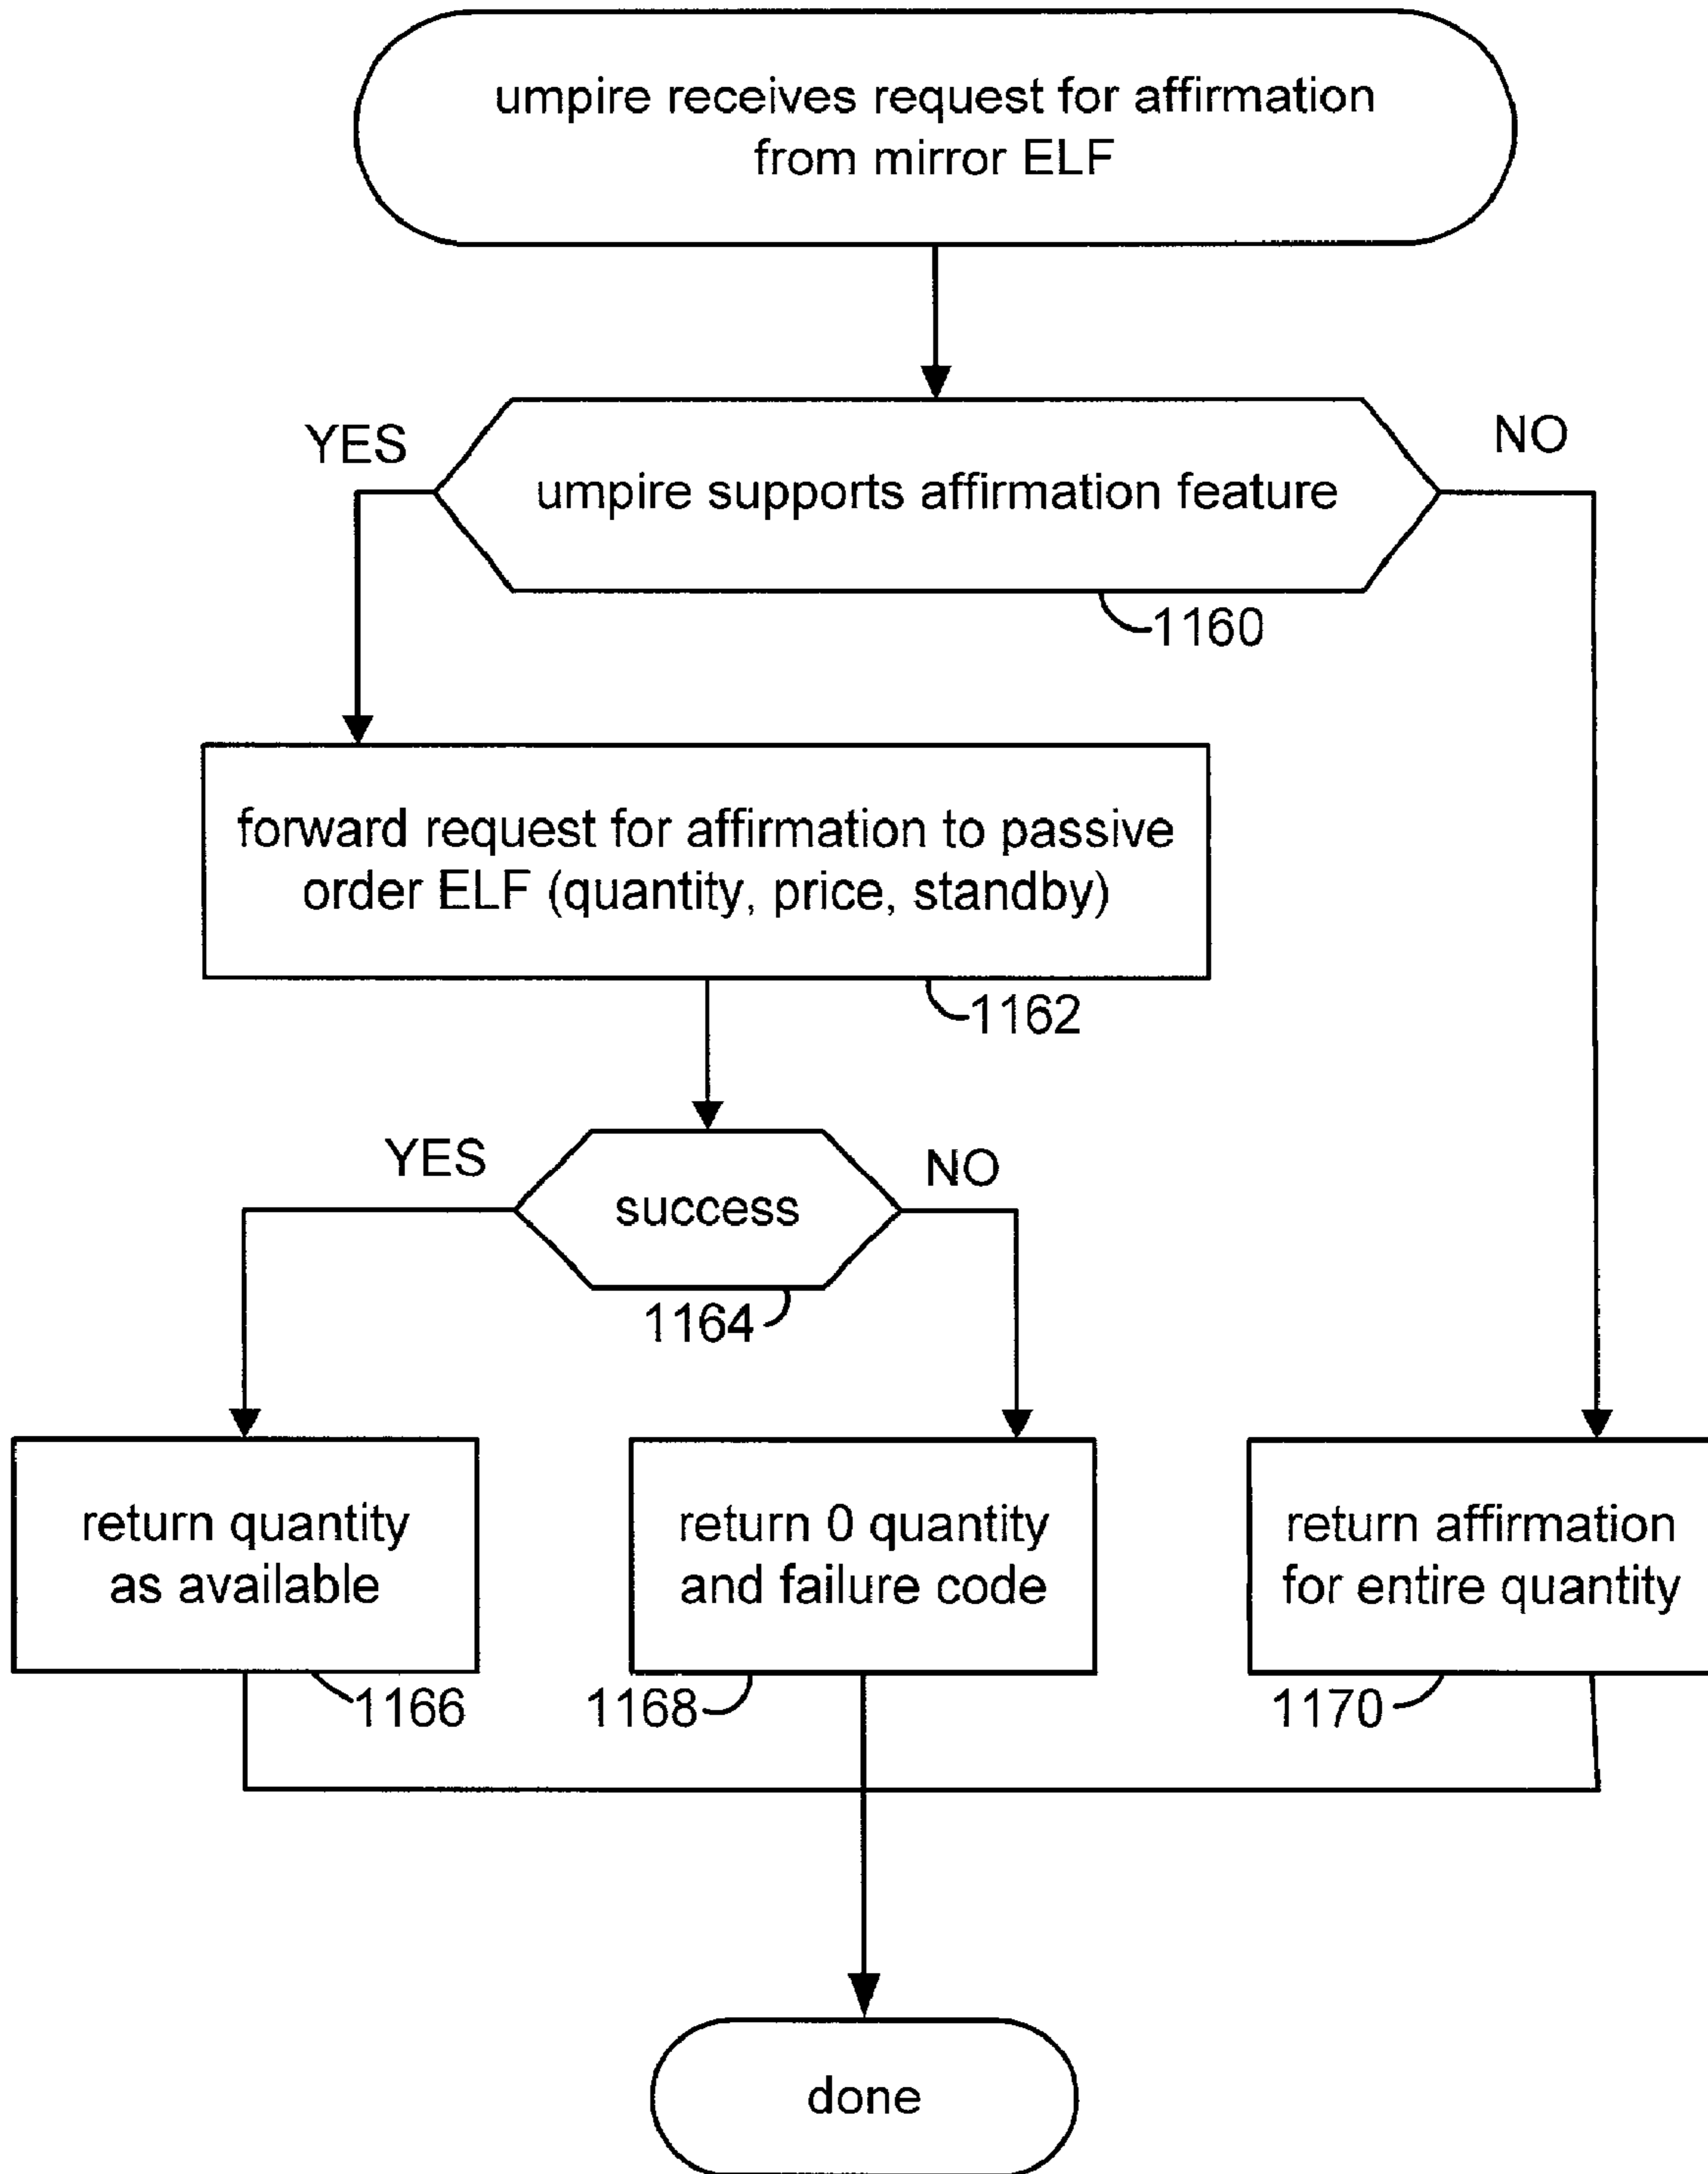 umpire receives request for affirmation
from mirror ELF
YES
NO
umpire supports affirmation feature
1160
forward request for affirmation to passive
order ELF (quantity, price, standby)
1162
YES
NO
success
1164
return quantity
as available
return 0 quantity
and failure code
return affirmation
for entire quantity
1166
1168
1170
done